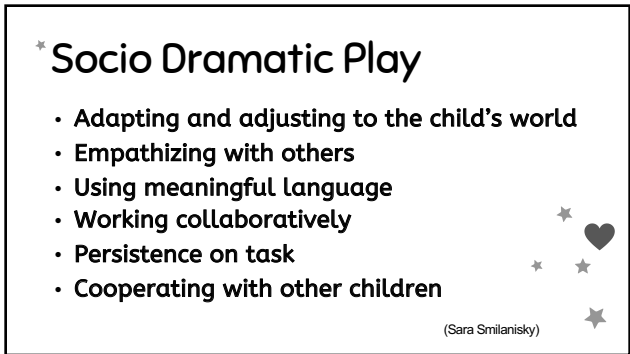 Socio Dramatic Play
• Adapting and adjusting to the child's world
• Empathizing with others
• Using meaningful language
• Working collaboratively
• Persistence on task
• Cooperating with other children
(Sara Smilanisky)